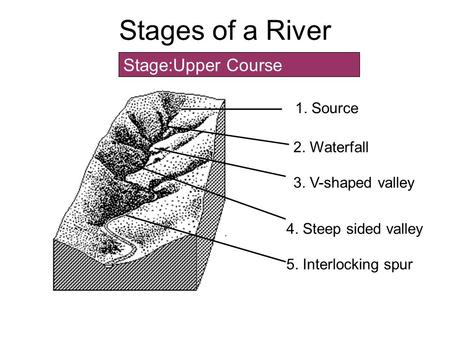 Stages of a River
Stage:Upper Course
1. Source
2. Waterfall
3. V-shaped valley
4. Steep sided valley
5. Interlocking spur